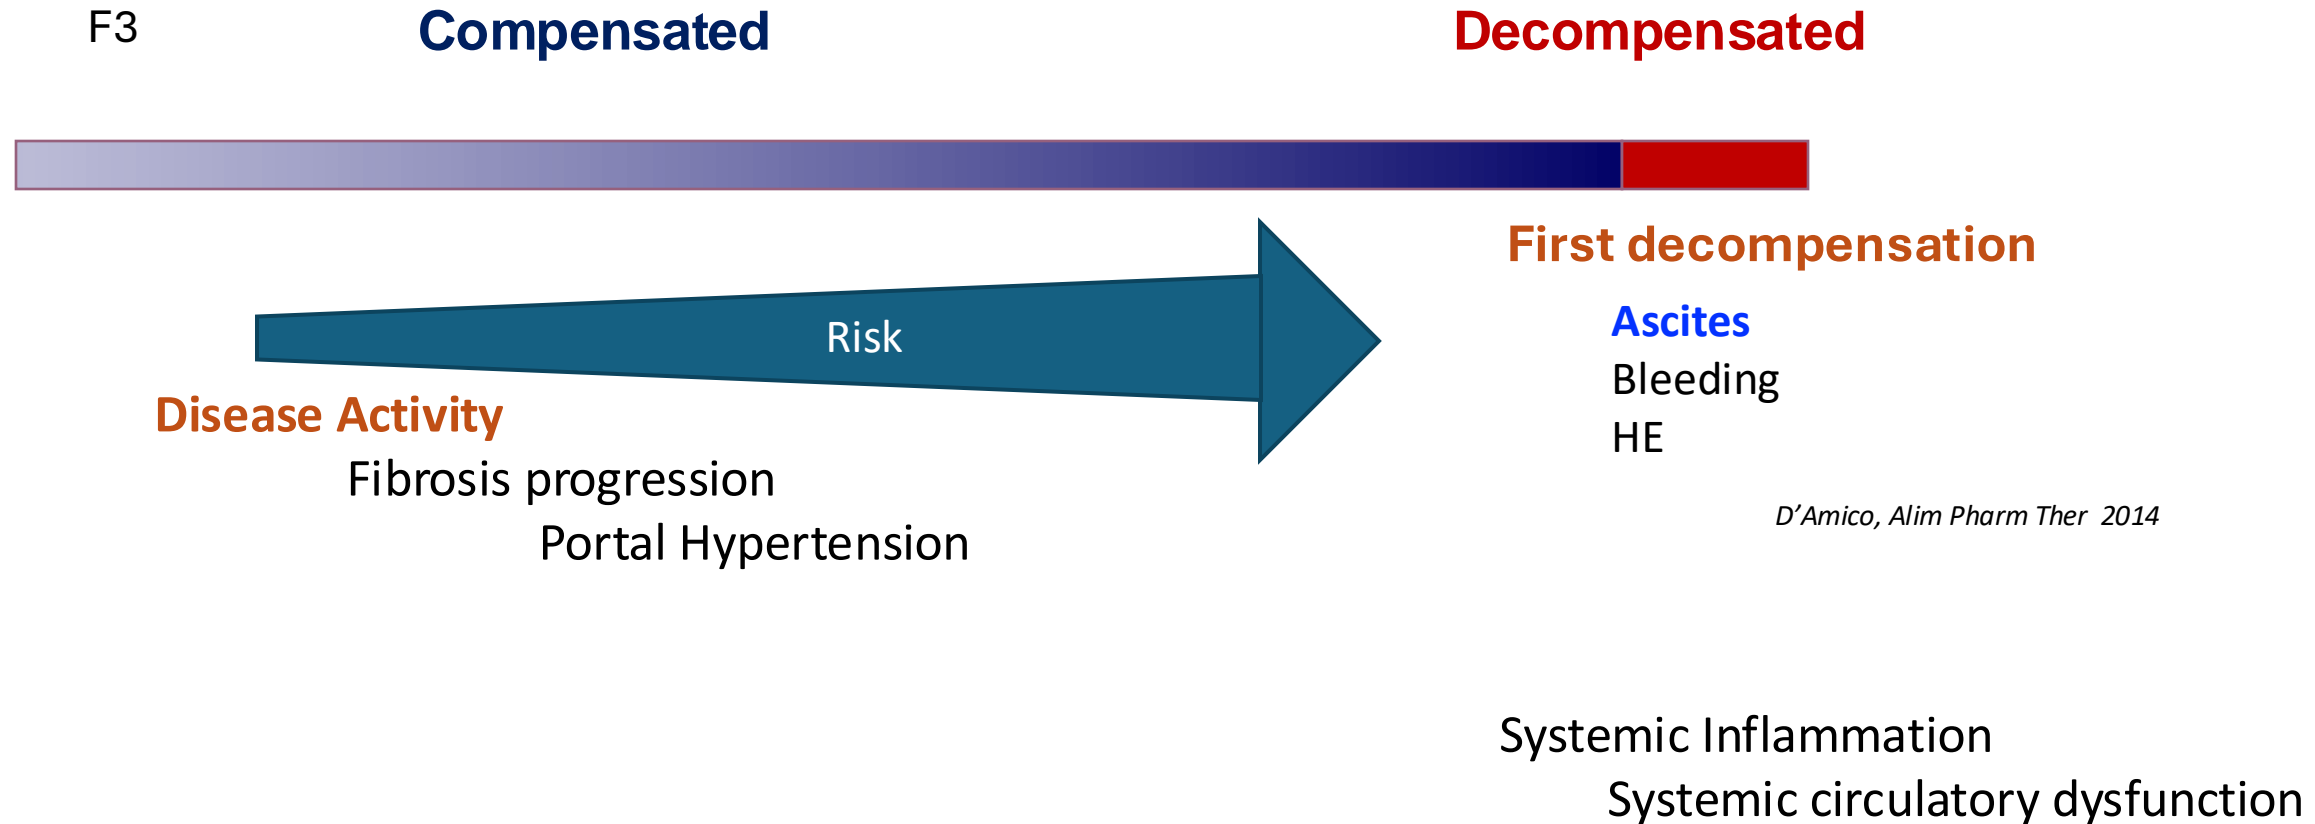 F3
Compensated
Decompensated
First decompensation
Ascites
Bleeding
HE
Risk
Disease Activity
Fibrosis progression
Portal Hypertension
D’Amico, Alim Pharm Ther  2014
Systemic Inflammation
Systemic circulatory dysfunction